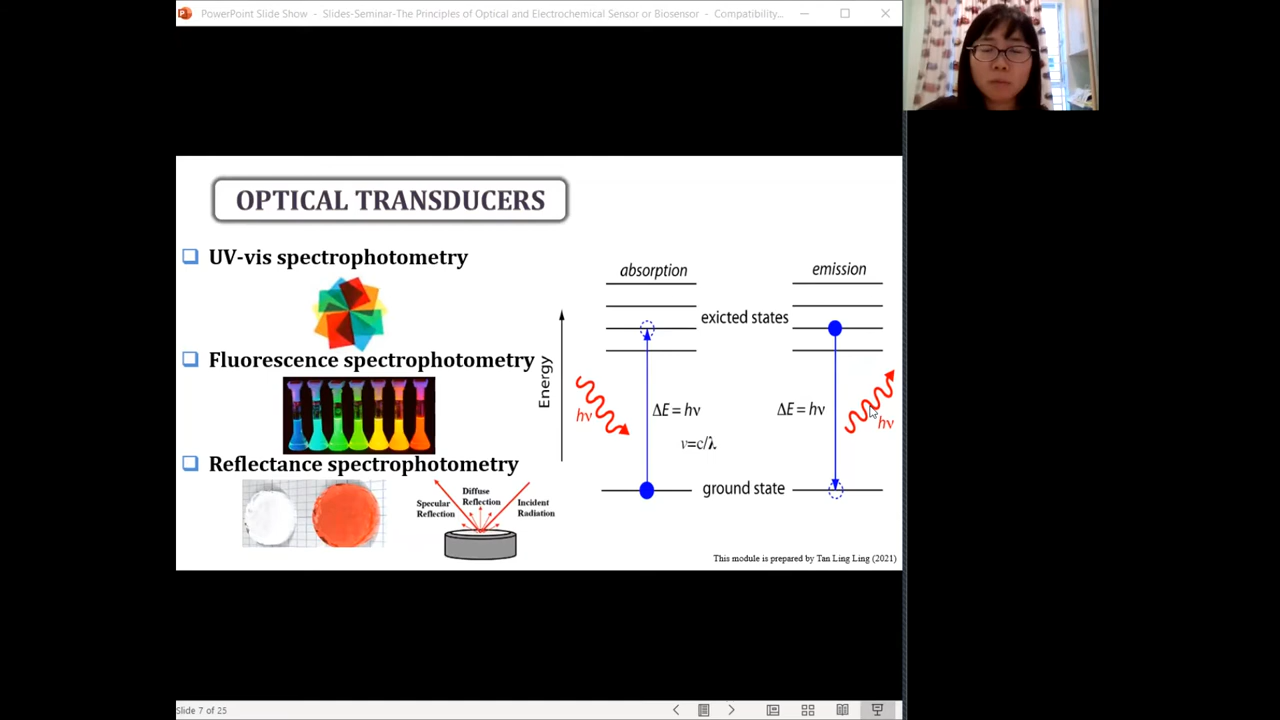 PowerPoint Slide Show - Slides-Seminar-The Principles of Optical and Electrochemical Sensor or Biosensor - Compatibility...
OPTICAL TRANSDUCERS
UV-vis spectrophotometry
Fluorescence spectrophotometry
Reflectance spectrophotometry
Specular
Reflection
Diffuse
Reflection
Incident
Radiation
Energy
absorption
emission
exicted states
hν
ΔE = hν
ν=c/λ
ΔE = hν
hν
ground state
This module is prepared by Tan Ling Ling (2021)
Slide 7 of 25